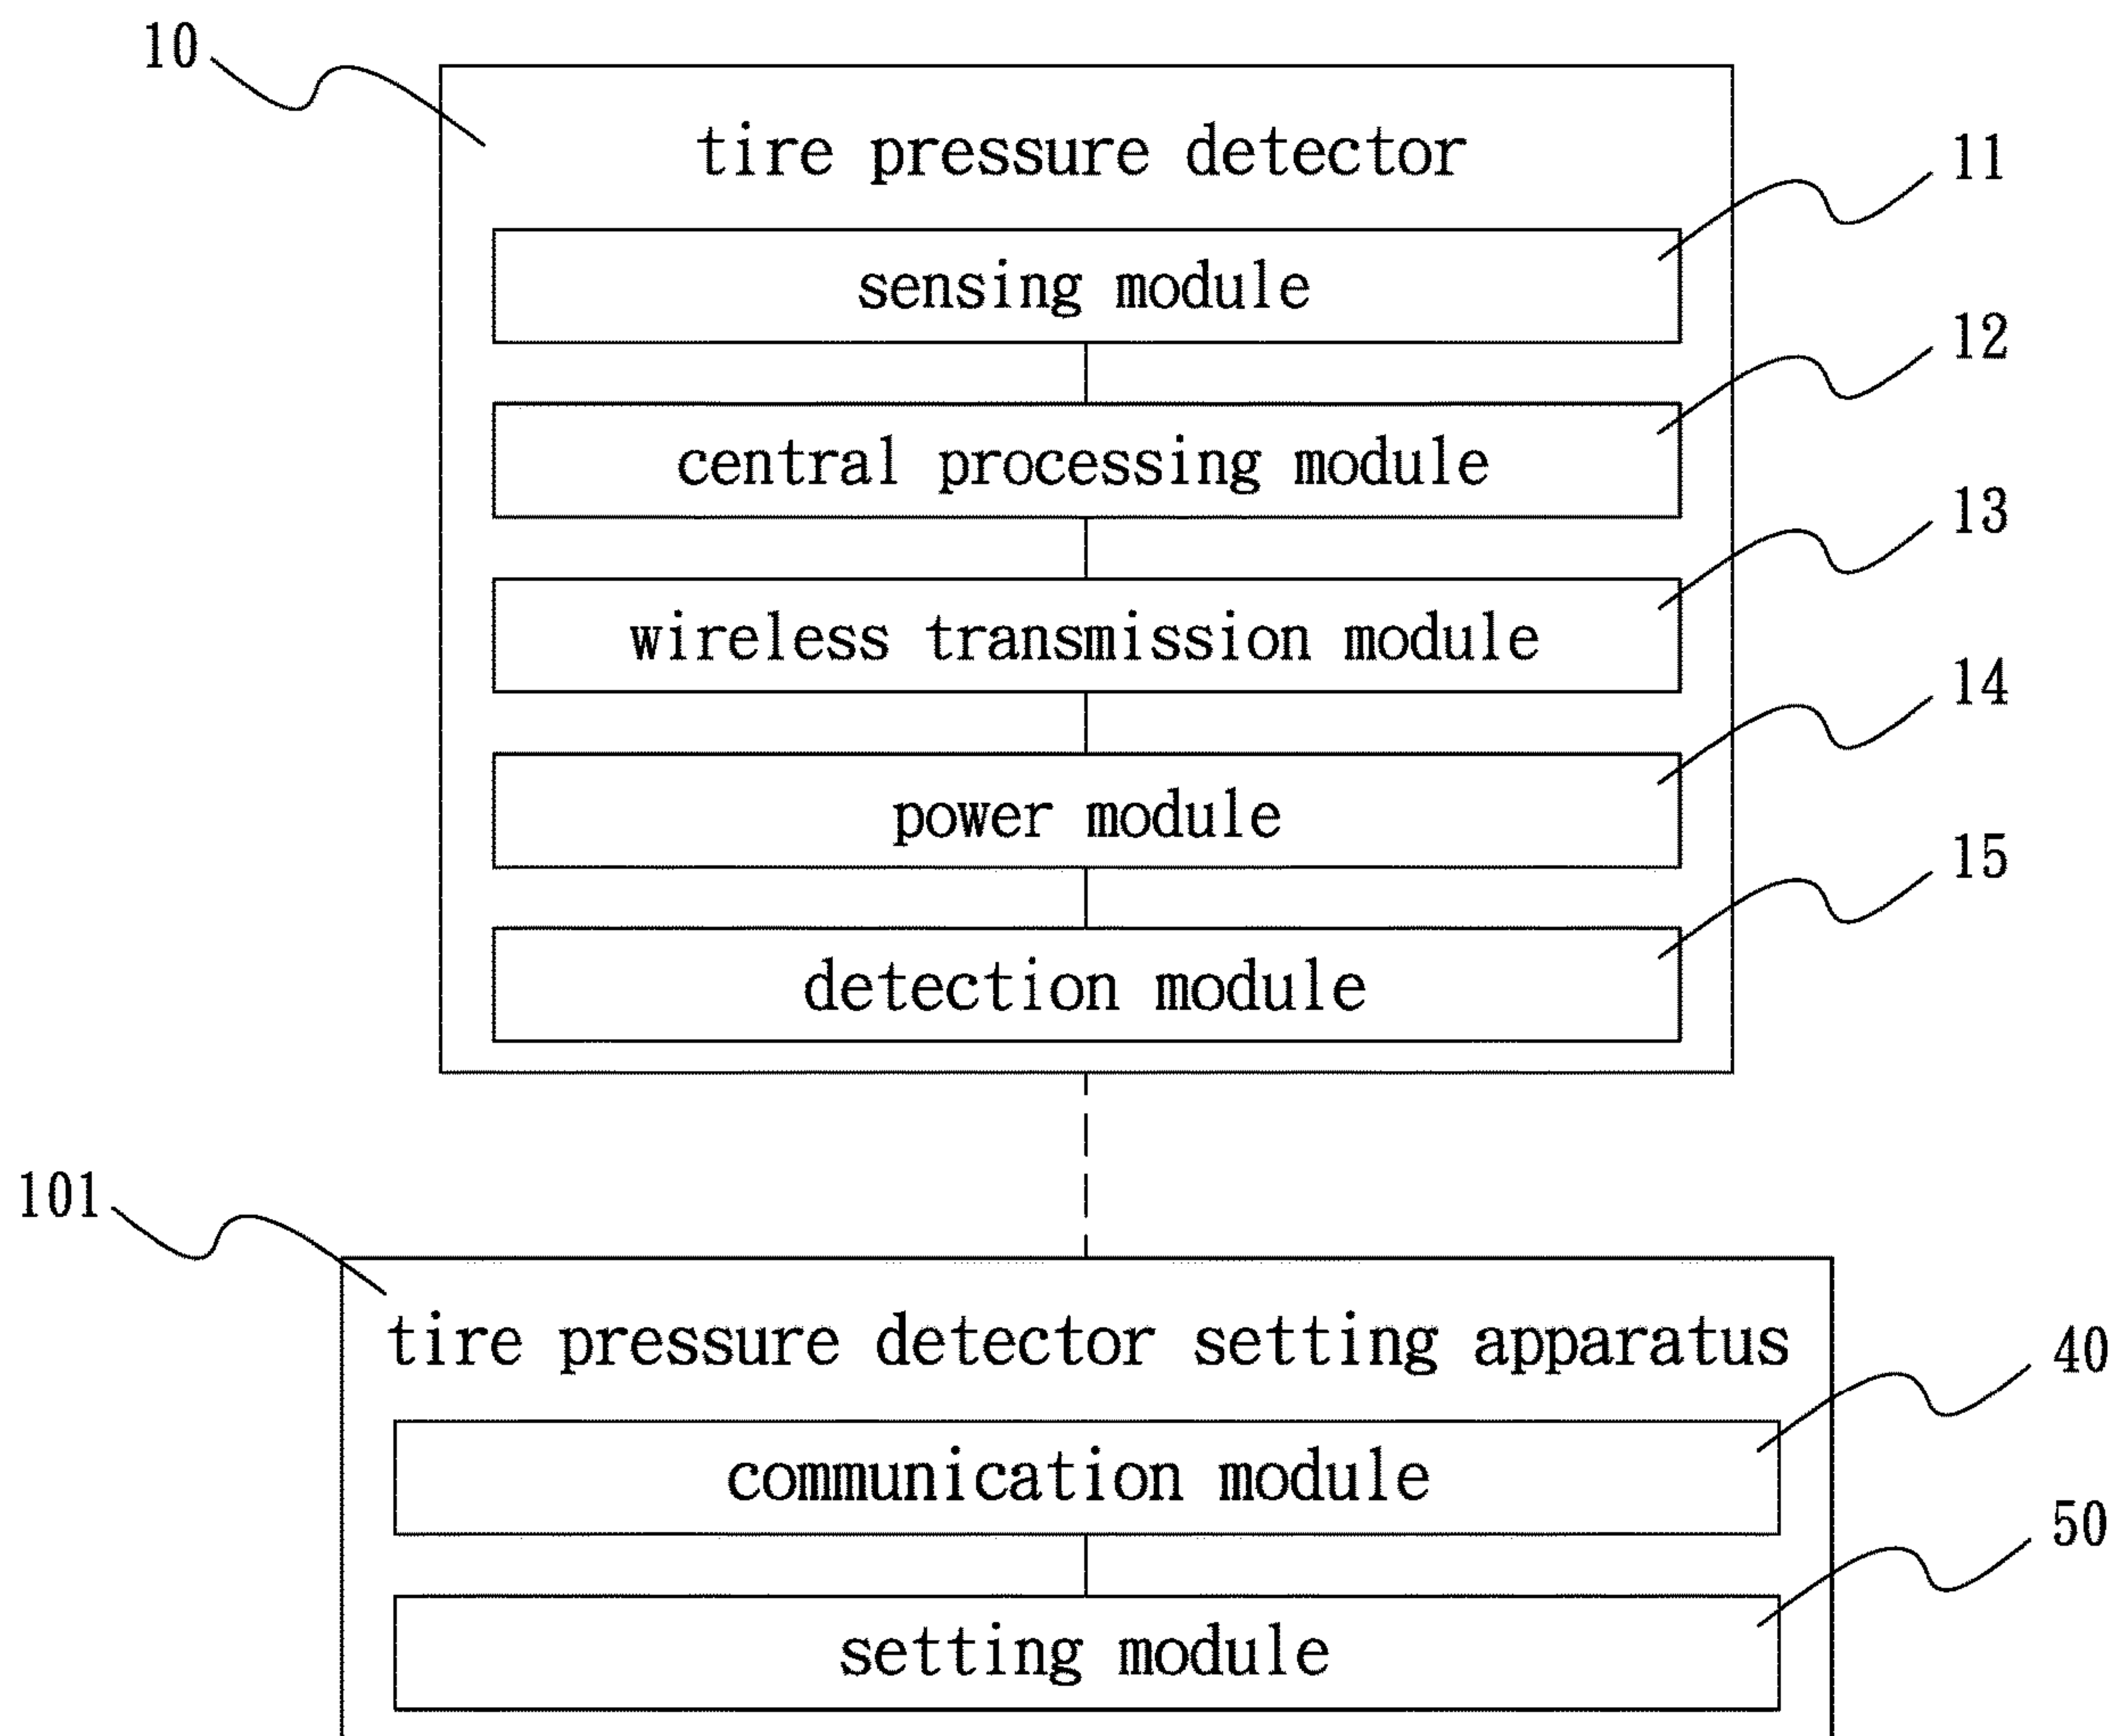 10
tire pressure detector
11
sensing module
12
central processing module
13
wireless transmission module
14
power module
15
detection module
101
tire pressure detector setting apparatus
40
communication module
50
setting module